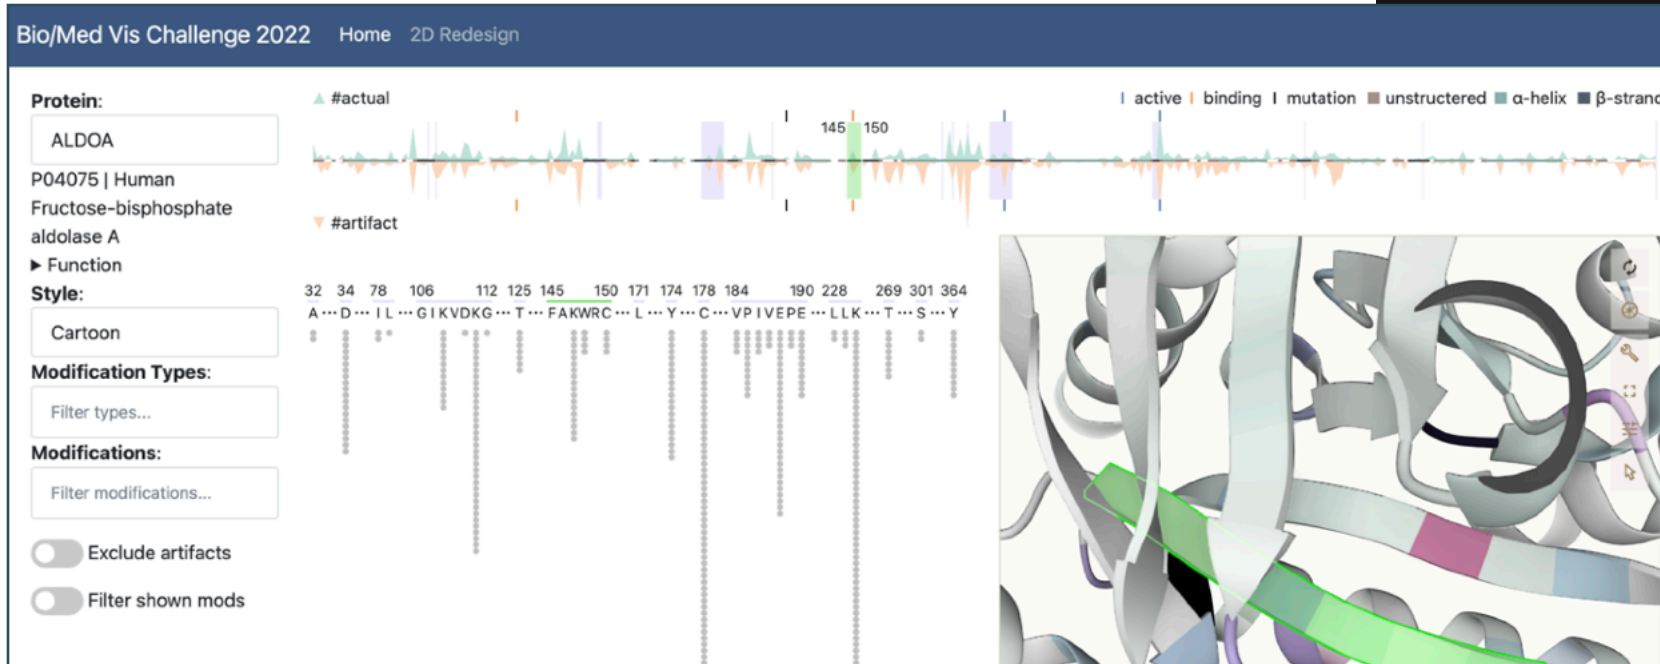 Bio/Med Vis Challenge 2022 Home 2D Redesign
Protein:
ALDOA
P04075 | Human
Fructose-bisphosphate
aldolase A
▶ Function
Style:
Cartoon
Modification Types:
Filter types...
Modifications:
Filter modifications...
Exclude artifacts
Filter shown mods
#actual
active binding mutation unstructured α-helix β-strand
145 150
#artifact
32 34 78 106 112 125 145 150 171 174 178 184 190 228 269 301 364
A ··· D ··· I L ··· G I K V D K G ··· T ··· F A K W R C ··· L ··· Y ··· C ··· V P I V E P E ··· L L K ··· T ··· S ··· Y